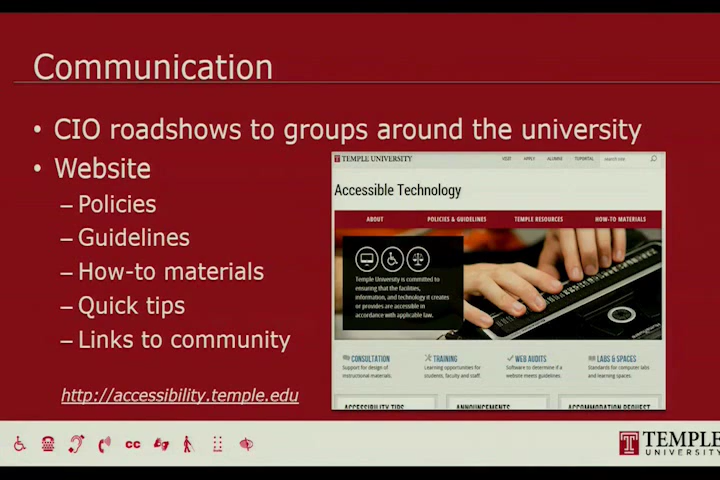 Communication
• CIO roadshows to groups around the university
• Website
– Policies
– Guidelines
– How-to materials
– Quick tips
– Links to community
http://accessibility.temple.edu
TEMPLE UNIVERSITY
VISIT APPLY ALUMNI TUPORTAL search site
Accessible Technology
ABOUT POLICIES & GUIDELINES TEMPLE RESOURCES HOW-TO MATERIALS
Temple University is committed to
ensuring that the facilities,
information, and technology it creates
or provides are accessible in
accordance with applicable law.
CONSULTATION TRAINING WEB AUDITS LABS & SPACES
Support for design of
instructional materials.
Learning opportunities for
students, faculty and staff.
Software to determine if a
website meets guidelines.
Standards for computer labs
and learning spaces.
ACCESSIBILITY TIPS ANNOUNCEMENTS ACCOMMODATION REQUEST
CC
TEMPLE
UNIVERSITY